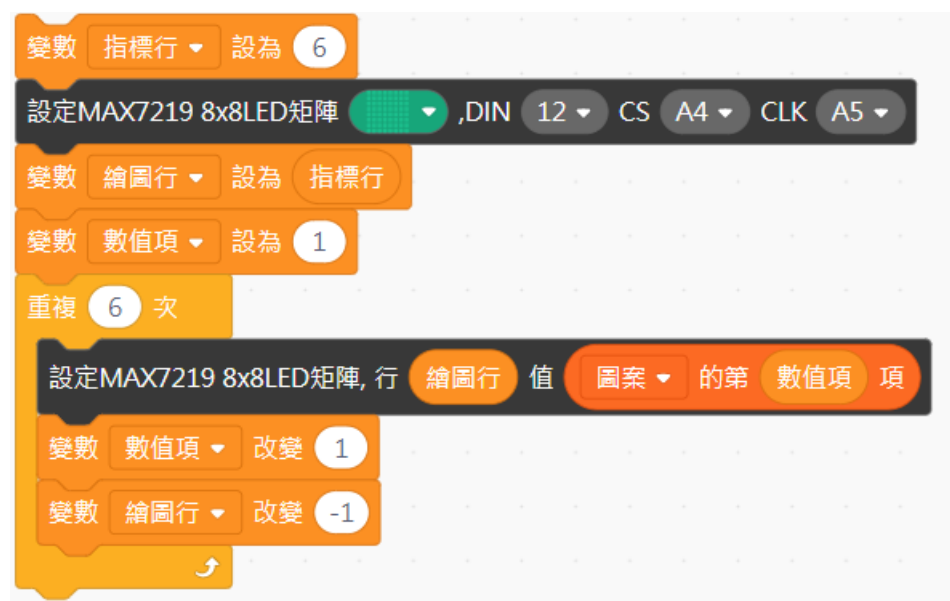 變數 指標行 設為 6
設定MAX7219 8x8LED矩陣 ,DIN 12 CS A4 CLK A5
變數 繪圖行 設為 指標行
變數 數值項 設為 1
重複 6 次
設定MAX7219 8x8LED矩陣, 行 繪圖行 值 圖案 的第 數值項 項
變數 數值項 改變 1
變數 繪圖行 改變 -1